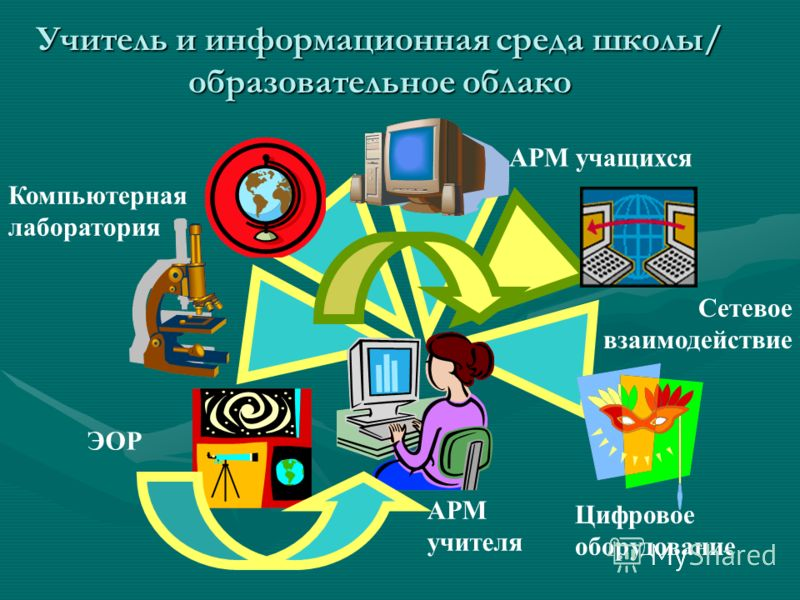 Учитель и информационная среда школы/
образовательное облако
АРМ учащихся
Компьютерная
лаборатория
Сетевое
взаимодействие
ЭОР
АРМ
учителя
Цифровое
оборудование
MyShared